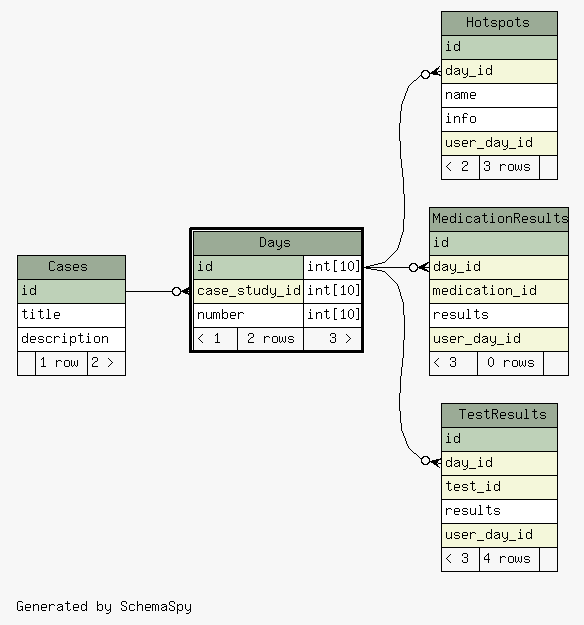 Cases
id
title
description
1 row 2 >
Days
id int[10]
case_study_id int[10]
number int[10]
< 1 2 rows 3 >
Hotspots
id
day_id
name
info
user_day_id
< 2 3 rows
MedicationResults
id
day_id
medication_id
results
user_day_id
< 3 0 rows
TestResults
id
day_id
test_id
results
user_day_id
< 3 4 rows
Generated by SchemaSpy